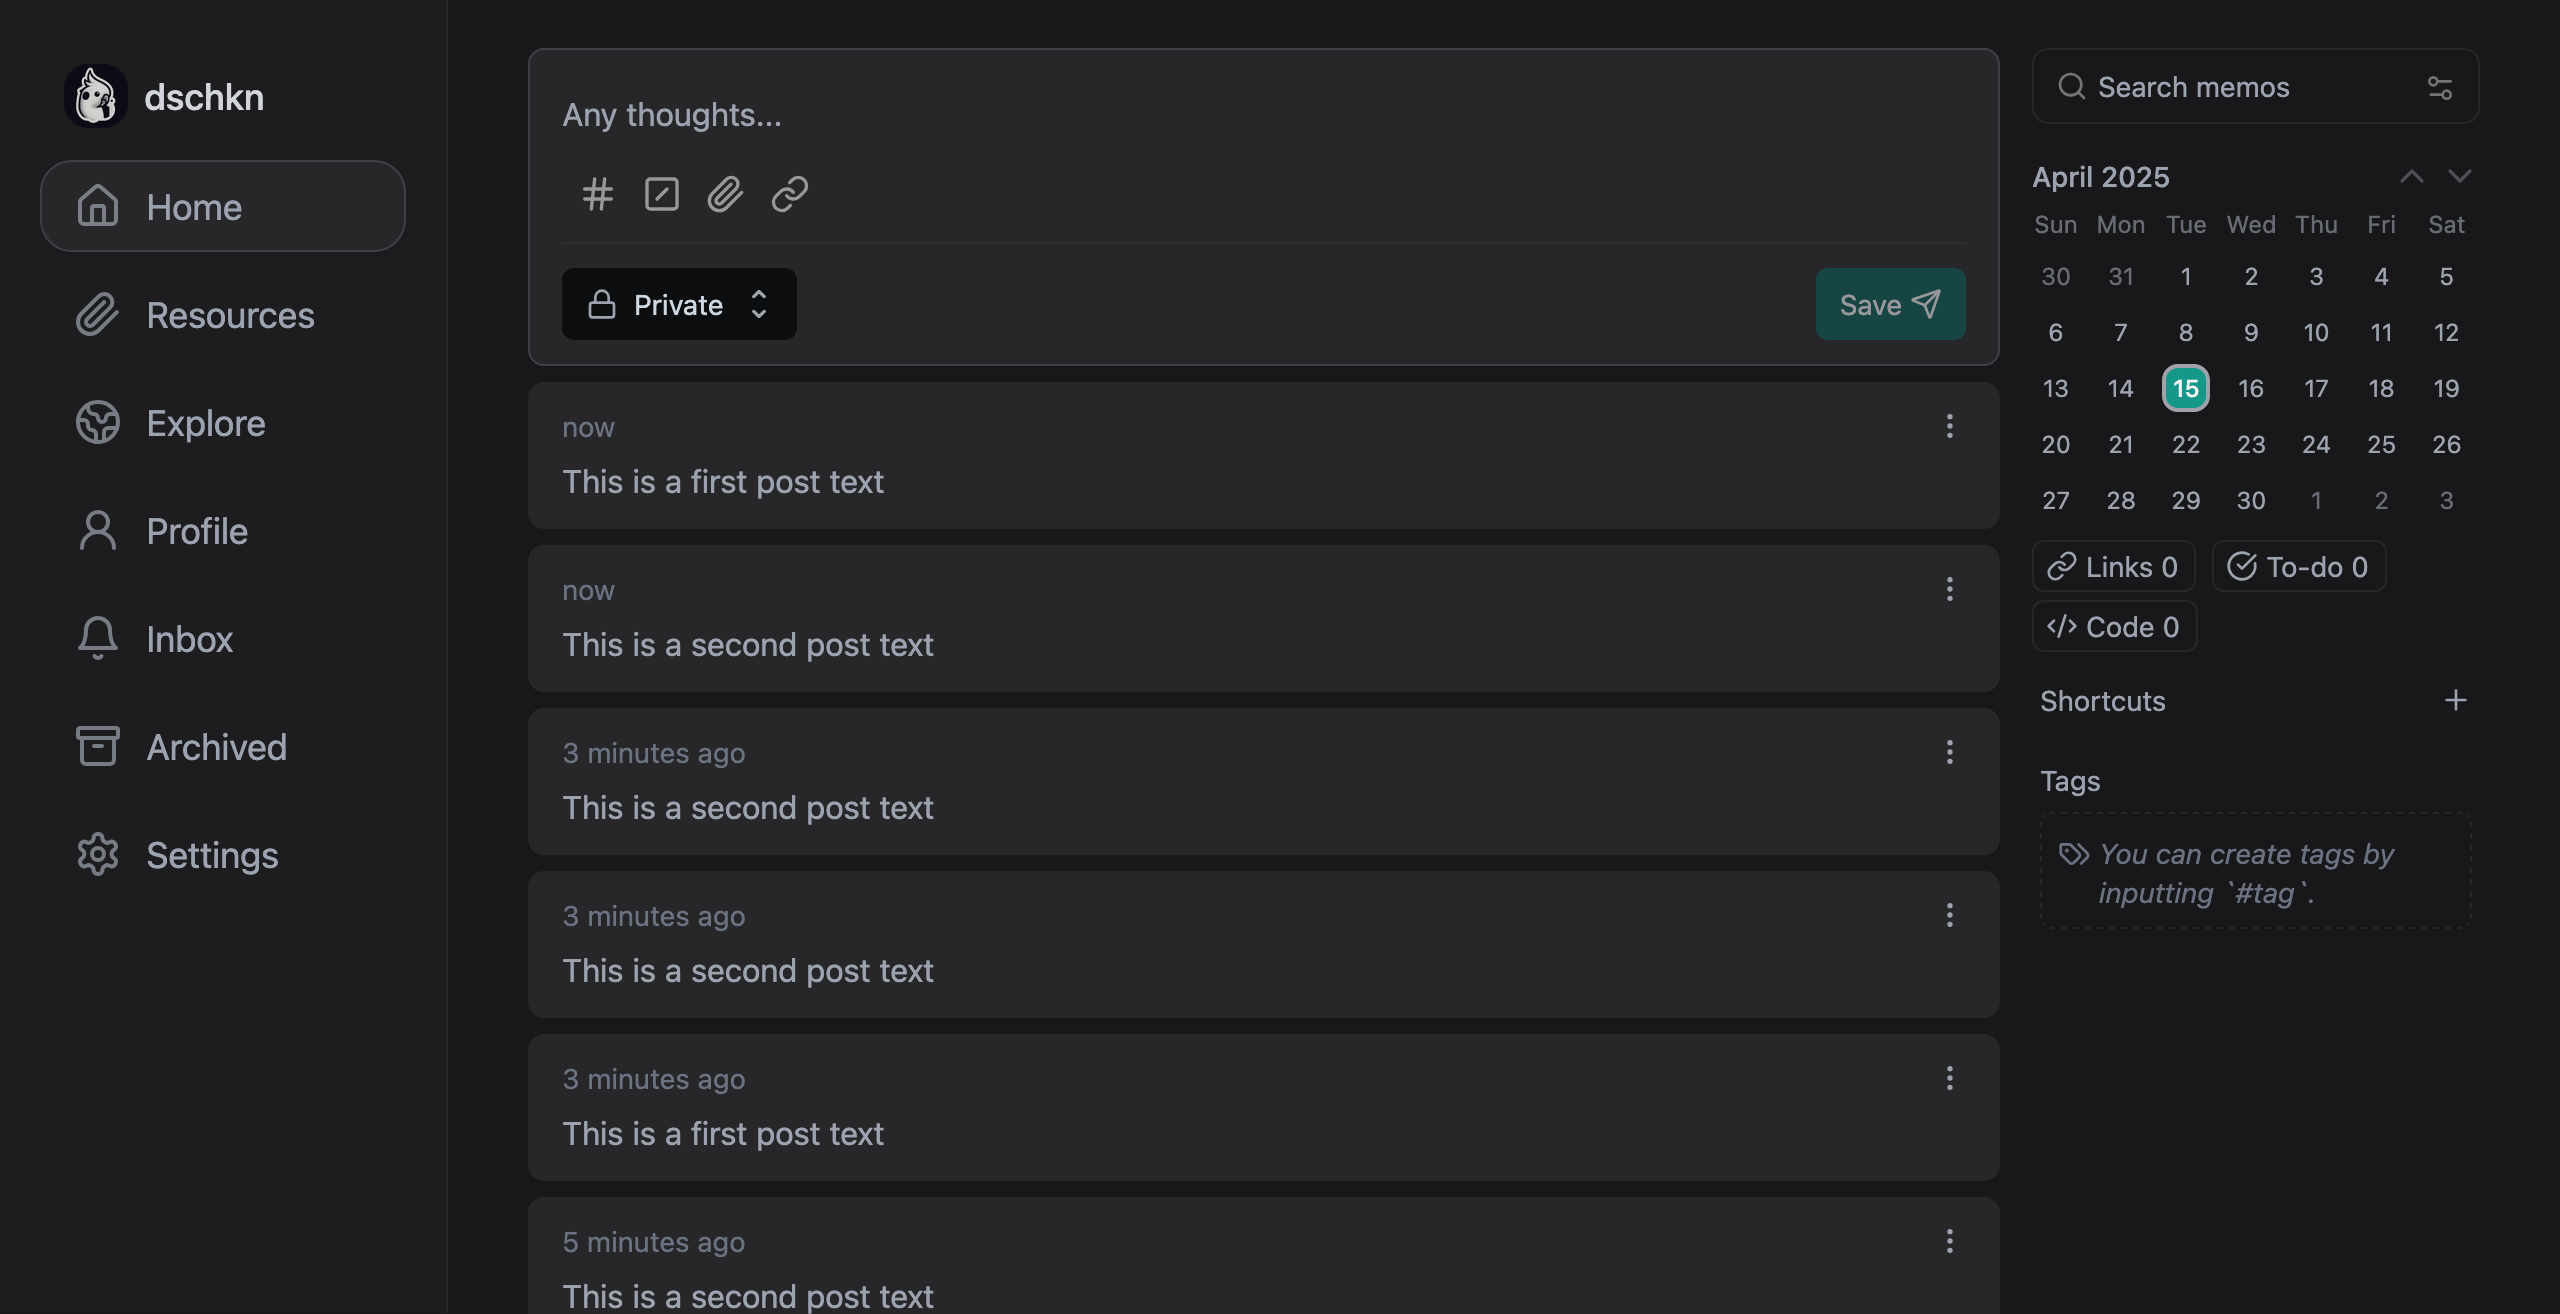 dschkn
Home
Resources
Explore
Profile
Inbox
Archived
Settings
Any thoughts...
Private
Save
now
This is a first post text
now
This is a second post text
3 minutes ago
This is a second post text
3 minutes ago
This is a second post text
3 minutes ago
This is a first post text
5 minutes ago
This is a second post text
Search memos
April 2025
Sun Mon Tue Wed Thu Fri Sat
30 31 1 2 3 4 5
6 7 8 9 10 11 12
13 14 15 16 17 18 19
20 21 22 23 24 25 26
27 28 29 30 1 2 3
Links 0 To-do 0
Code 0
Shortcuts
Tags
You can create tags by
inputting `#tag`.